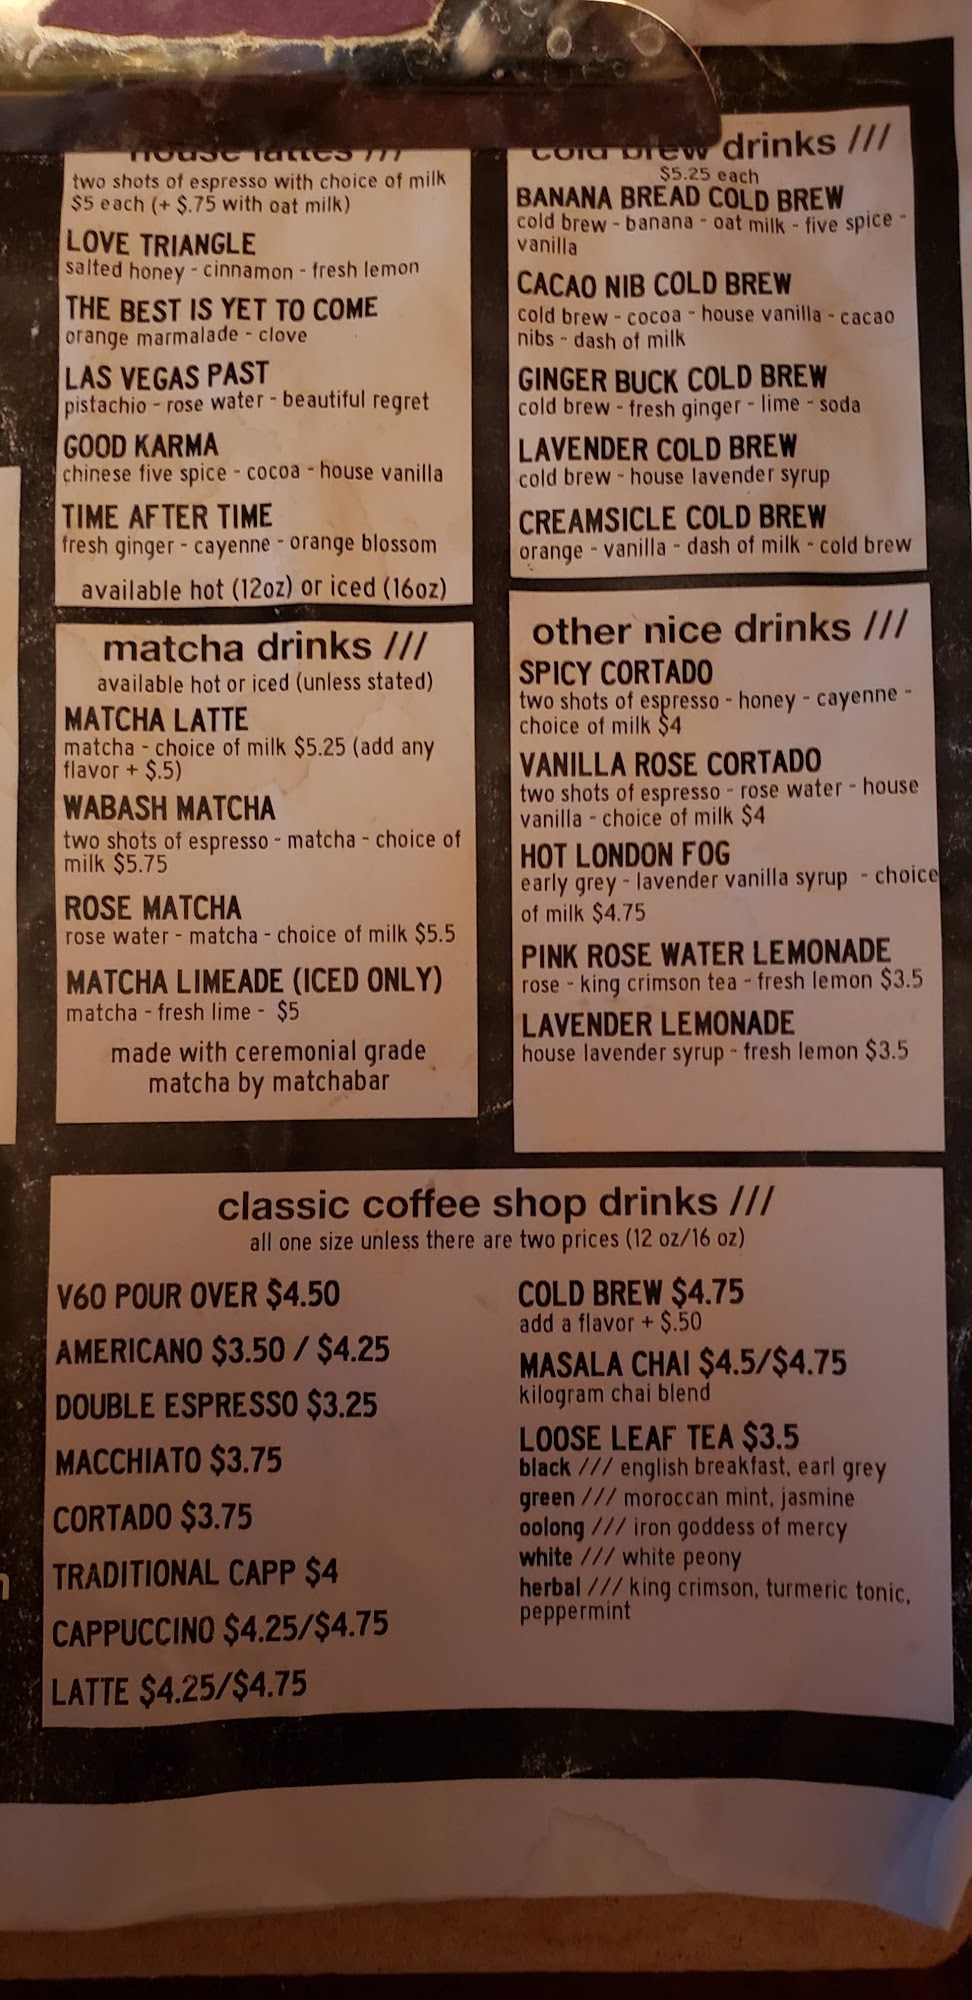 house lattes ///
two shots of espresso with choice of milk
$5 each (+ $.75 with oat milk)
LOVE TRIANGLE
salted honey - cinnamon - fresh lemon
THE BEST IS YET TO COME
orange marmalade - clove
LAS VEGAS PAST
pistachio - rose water - beautiful regret
GOOD KARMA
chinese five spice - cocoa - house vanilla
TIME AFTER TIME
fresh ginger - cayenne - orange blossom
available hot (12oz) or iced (16oz)
matcha drinks ///
available hot or iced (unless stated)
MATCHA LATTE
matcha - choice of milk $5.25 (add any
flavor + $.5)
WABASH MATCHA
two shots of espresso - matcha - choice of
milk $5.75
ROSE MATCHA
rose water - matcha - choice of milk $5.5
MATCHA LIMEADE (ICED ONLY)
matcha - fresh lime - $5
made with ceremonial grade
matcha by matchabar
cold brew drinks ///
$5.25 each
BANANA BREAD COLD BREW
cold brew - banana - oat milk - five spice -
vanilla
CACAO NIB COLD BREW
cold brew - cocoa - house vanilla - cacao
nibs - dash of milk
GINGER BUCK COLD BREW
cold brew - fresh ginger - lime - soda
LAVENDER COLD BREW
cold brew - house lavender syrup
CREAMSICLE COLD BREW
orange - vanilla - dash of milk - cold brew
other nice drinks ///
SPICY CORTADO
two shots of espresso - honey - cayenne -
choice of milk $4
VANILLA ROSE CORTADO
two shots of espresso - rose water - house
vanilla - choice of milk $4
HOT LONDON FOG
early grey - lavender vanilla syrup - choice
of milk $4.75
PINK ROSE WATER LEMONADE
rose - king crimson tea - fresh lemon $3.5
LAVENDER LEMONADE
house lavender syrup - fresh lemon $3.5
classic coffee shop drinks ///
all one size unless there are two prices (12 oz/16 oz)
V60 POUR OVER $4.50
AMERICANO $3.50 / $4.25
DOUBLE ESPRESSO $3.25
MACCHIATO $3.75
CORTADO $3.75
TRADITIONAL CAPP $4
CAPPUCCINO $4.25/$4.75
LATTE $4.25/$4.75
COLD BREW $4.75
add a flavor + $.50
MASALA CHAI $4.5/$4.75
kilogram chai blend
LOOSE LEAF TEA $3.5
black /// english breakfast, earl grey
green /// moroccan mint, jasmine
oolong /// iron goddess of mercy
white /// white peony
herbal /// king crimson, turmeric tonic,
peppermint